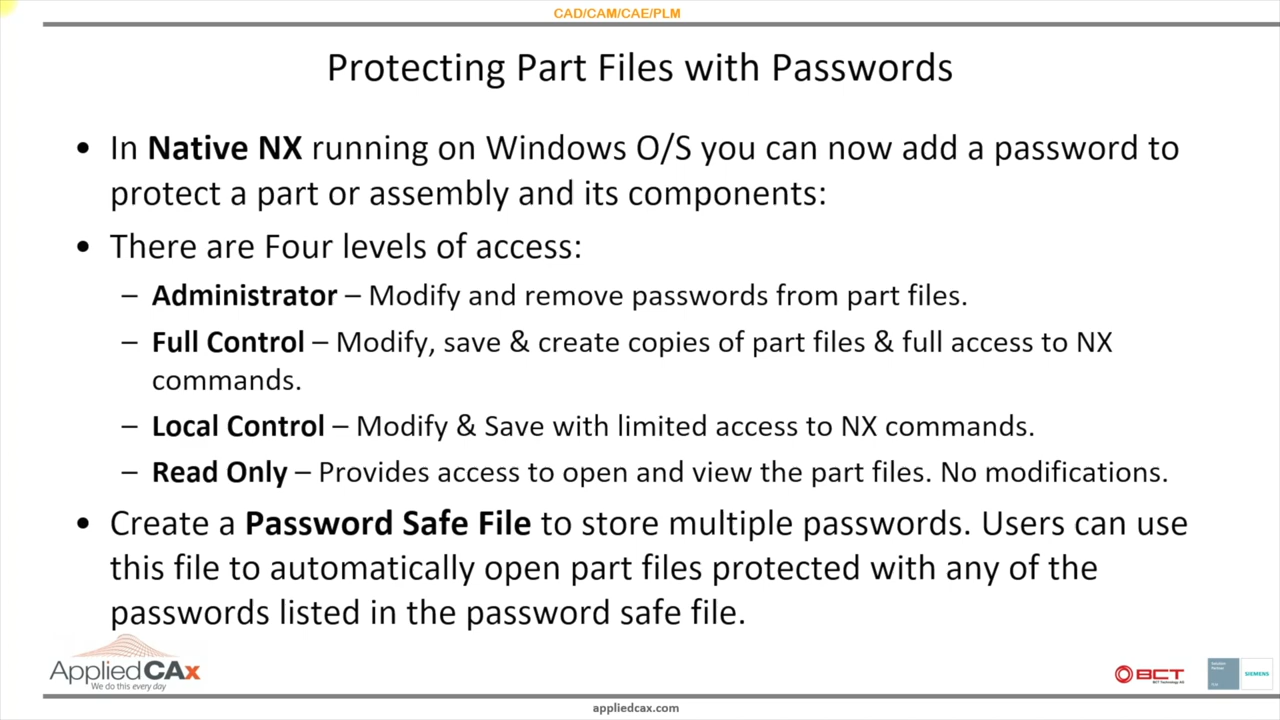 CAD/CAM/CAE/PLM
Protecting Part Files with Passwords
• In Native NX running on Windows O/S you can now add a password to
protect a part or assembly and its components:
• There are Four levels of access:
– Administrator – Modify and remove passwords from part files.
– Full Control – Modify, save & create copies of part files & full access to NX
commands.
– Local Control – Modify & Save with limited access to NX commands.
– Read Only – Provides access to open and view the part files. No modifications.
• Create a Password Safe File to store multiple passwords. Users can use
this file to automatically open part files protected with any of the
passwords listed in the password safe file.
AppliedCAx
We do this every day
BCT
BCT Technology AG
SIEMENS
appliedcax.com